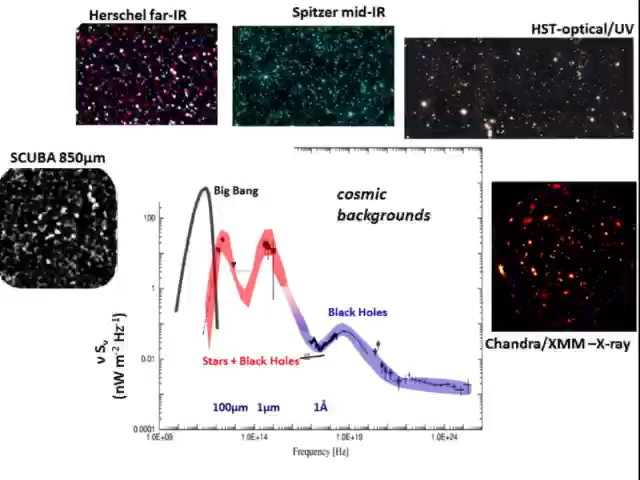 Herschel far-IR
Spitzer mid-IR
HST-optical/UV
SCUBA 850μm
Big Bang
cosmic
backgrounds
100
1
0.01
0.0001
ν Sᵥ
(nW m⁻² Hz⁻¹)
Black Holes
Stars + Black Holes
Chandra/XMM –X-ray
100μm 1μm 1Å
1.0E+09 1.0E+14 1.0E+19 1.0E+24
Frequency [Hz]